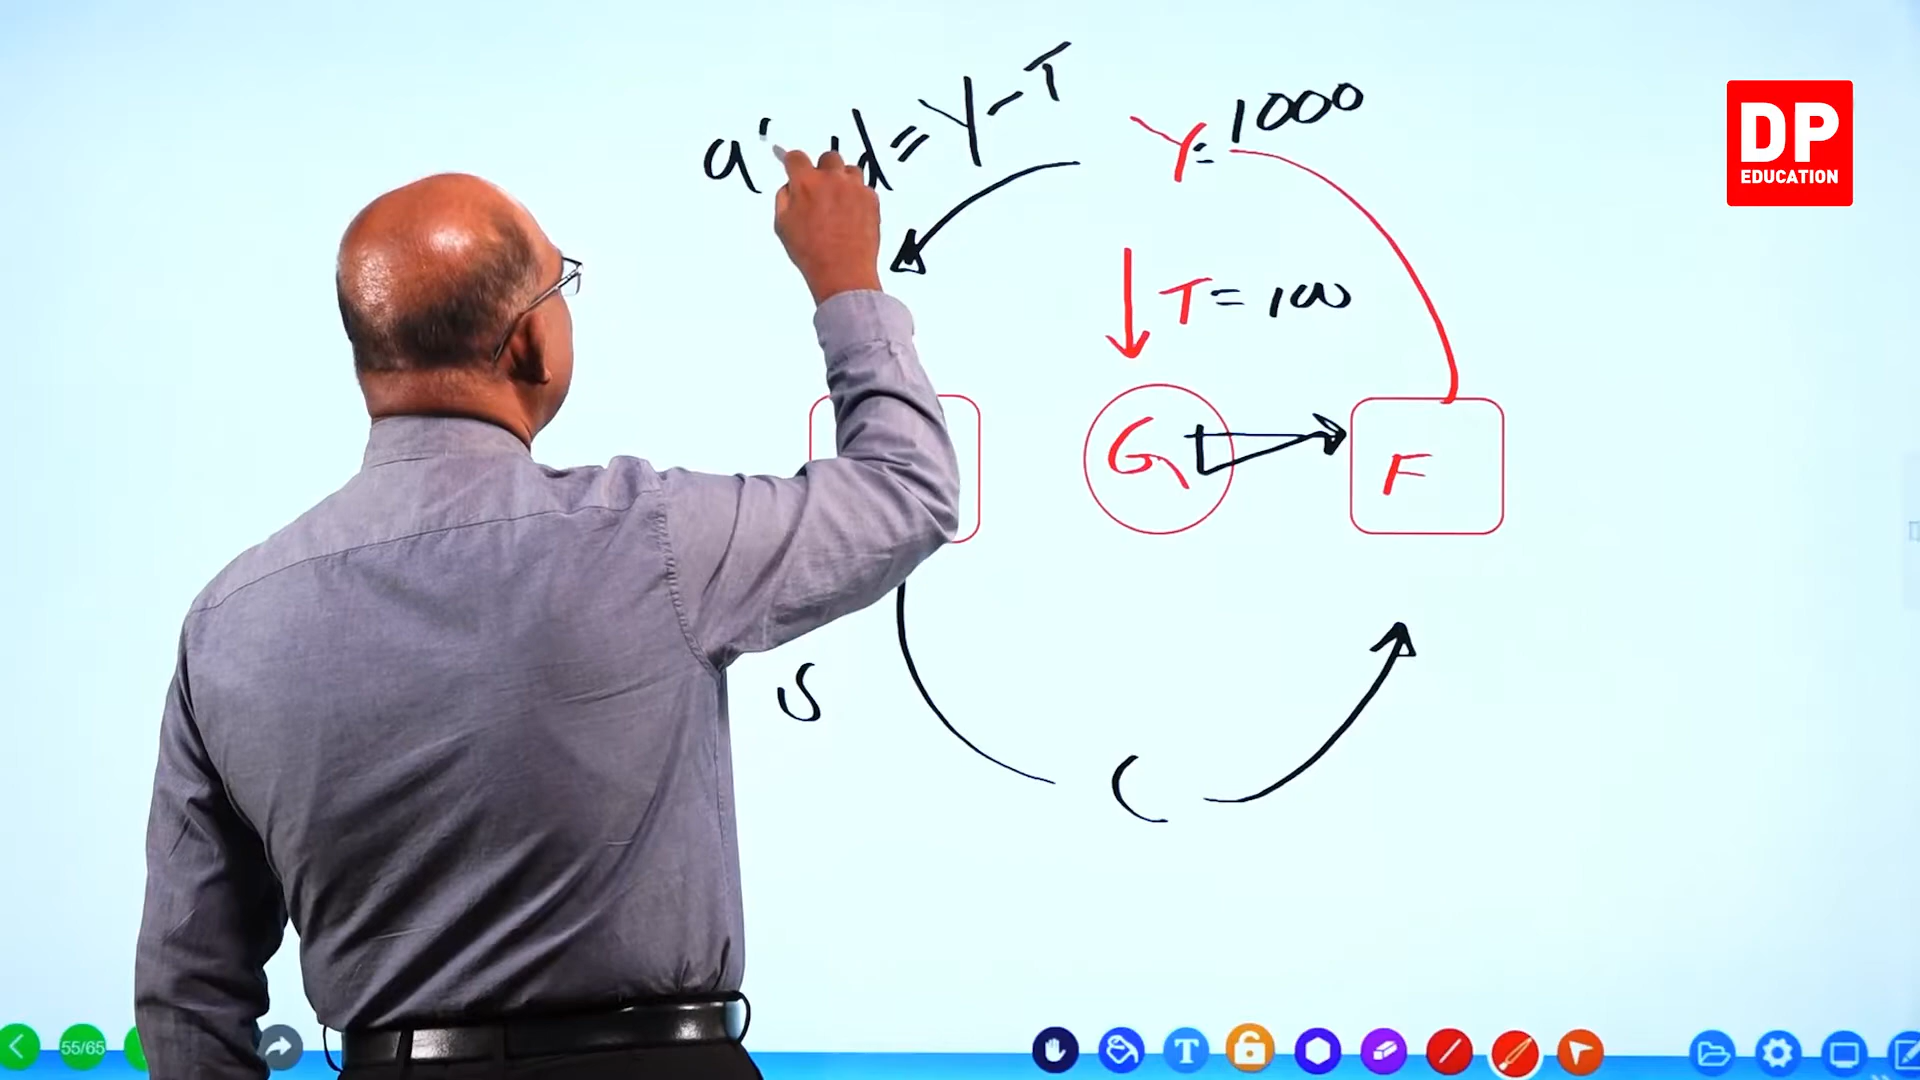 d = Y - T
Y = 1000
T = 100
G
F
S
C
DP
EDUCATION
55/65
T